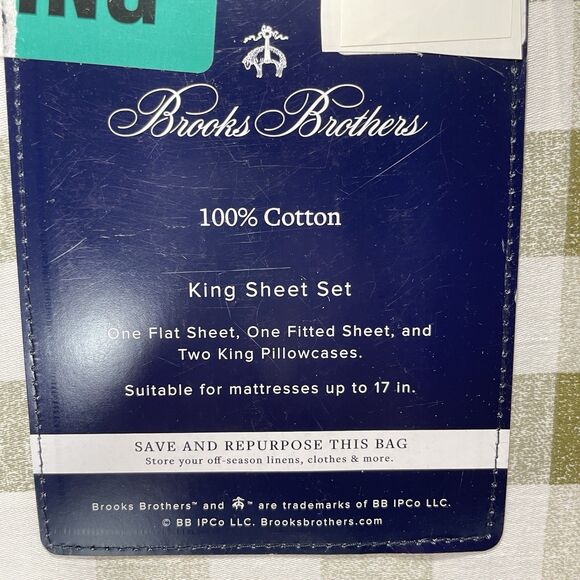 Brooks Brothers
100% Cotton
King Sheet Set
One Flat Sheet, One Fitted Sheet, and
Two King Pillowcases.
Suitable for mattresses up to 17 in.
SAVE AND REPURPOSE THIS BAG
Store your off-season linens, clothes & more.
Brooks Brothers™ and ™ are trademarks of BB IPCo LLC.
© BB IPCo LLC. Brooksbrothers.com